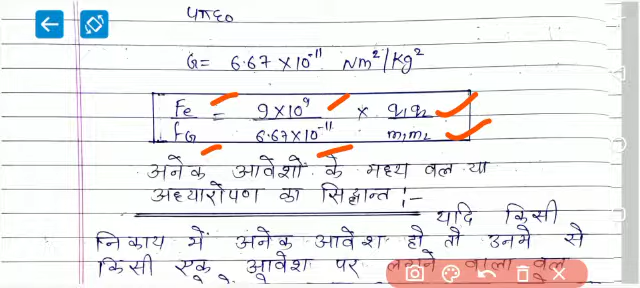 4πε0
G = 6.67×10⁻¹¹ Nm²/Kg²
Fe/FG = 9×10⁹/6.67×10⁻¹¹ × q₁q₂/m₁m₂
अनेक आवेशों के मध्य बल या
अध्यारोपण का सिद्धान्त :-
यदि किसी
निकाय में अनेक आवेश हो तो उनमे से
किसी एक आवेश पर लगने वाला बल